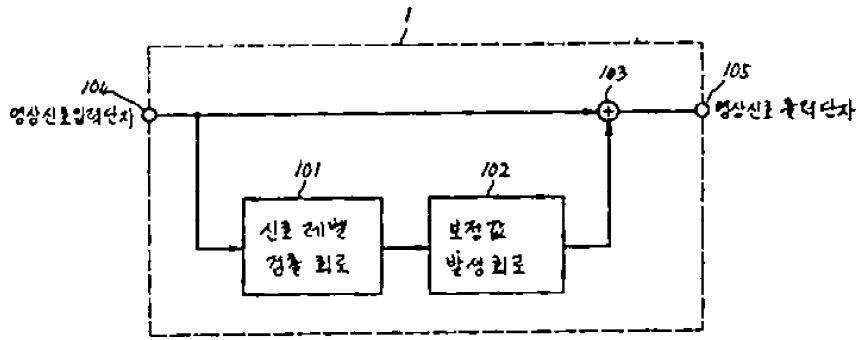 1
104
영상신호입력단자
103
105
영상신호 출력단자
101
신호 레벨
검출 회로
102
보정값
발생회로